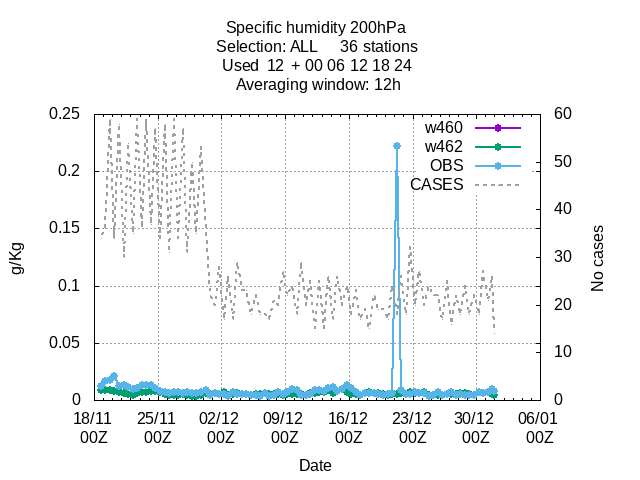 Specific humidity 200hPa
Selection: ALL 36 stations
Used 12 + 00 06 12 18 24
Averaging window: 12h
w460
w462
OBS
CASES
g/Kg
0.25
0.2
0.15
0.1
0.05
0
No cases
60
50
40
30
20
10
0
18/11 25/11 02/12 09/12 16/12 23/12 30/12 06/01
00Z 00Z 00Z 00Z 00Z 00Z 00Z 00Z
Date